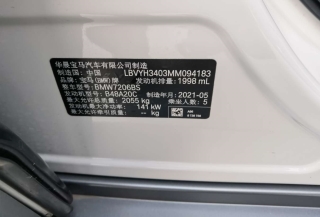 华晨宝马汽车有限公司制造
制造国：中国 LBVYH3403MM094183
品牌：宝马(BMW)牌 发动机排量：1998 mL
整车型号：BMW7206BS
发动机型号：B48A20C 制造年月：2021-05
最大允许总质量：2055 kg 乘坐人数：5
发动机最大净功率：141 kW